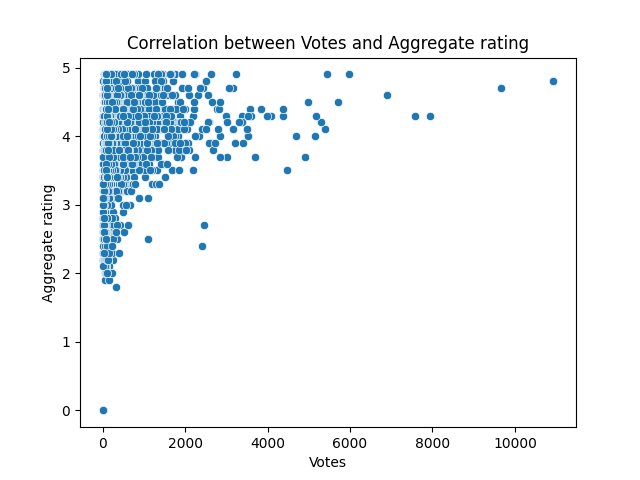 Correlation between Votes and Aggregate rating
5
4
3
2
1
0
Aggregate rating
0 2000 4000 6000 8000 10000
Votes